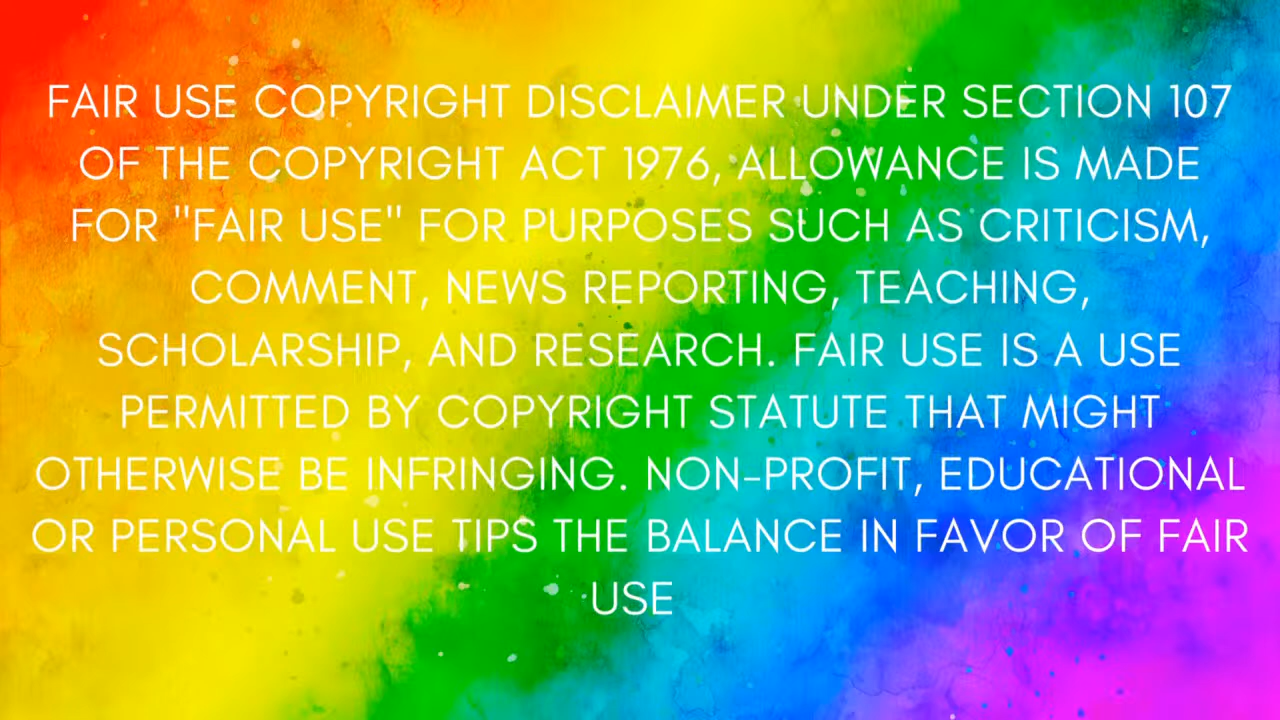 FAIR USE COPYRIGHT DISCLAIMER UNDER SECTION 107
OF THE COPYRIGHT ACT 1976, ALLOWANCE IS MADE
FOR "FAIR USE" FOR PURPOSES SUCH AS CRITICISM,
COMMENT, NEWS REPORTING, TEACHING,
SCHOLARSHIP, AND RESEARCH. FAIR USE IS A USE
PERMITTED BY COPYRIGHT STATUTE THAT MIGHT
OTHERWISE BE INFRINGING. NON-PROFIT, EDUCATIONAL
OR PERSONAL USE TIPS THE BALANCE IN FAVOR OF FAIR
USE